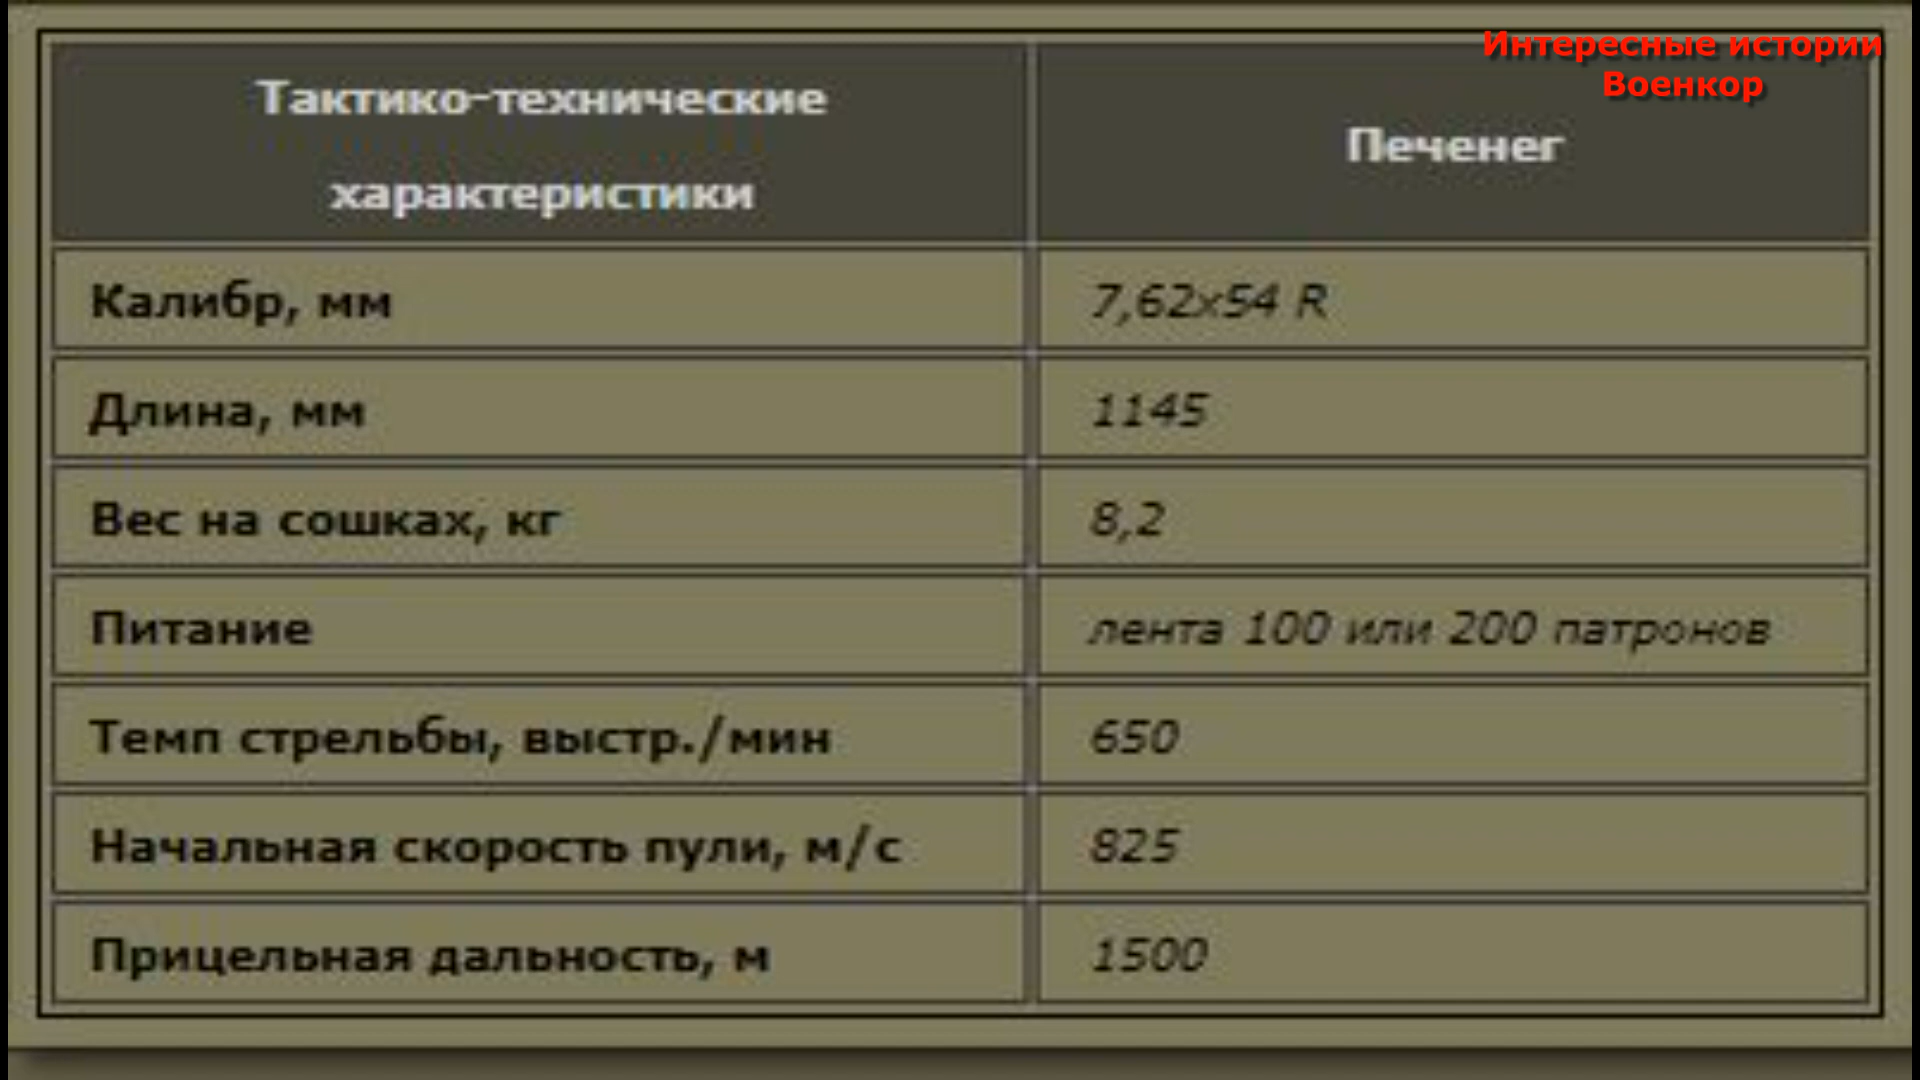 Интересные истории
Военкор
Тактико-технические
характеристики
Печенег
Калибр, мм
7,62x54 R
Длина, мм
1145
Вес на сошках, кг
8,2
Питание
лента 100 или 200 патронов
Темп стрельбы, выстр./мин
650
Начальная скорость пули, м/с
825
Прицельная дальность, м
1500